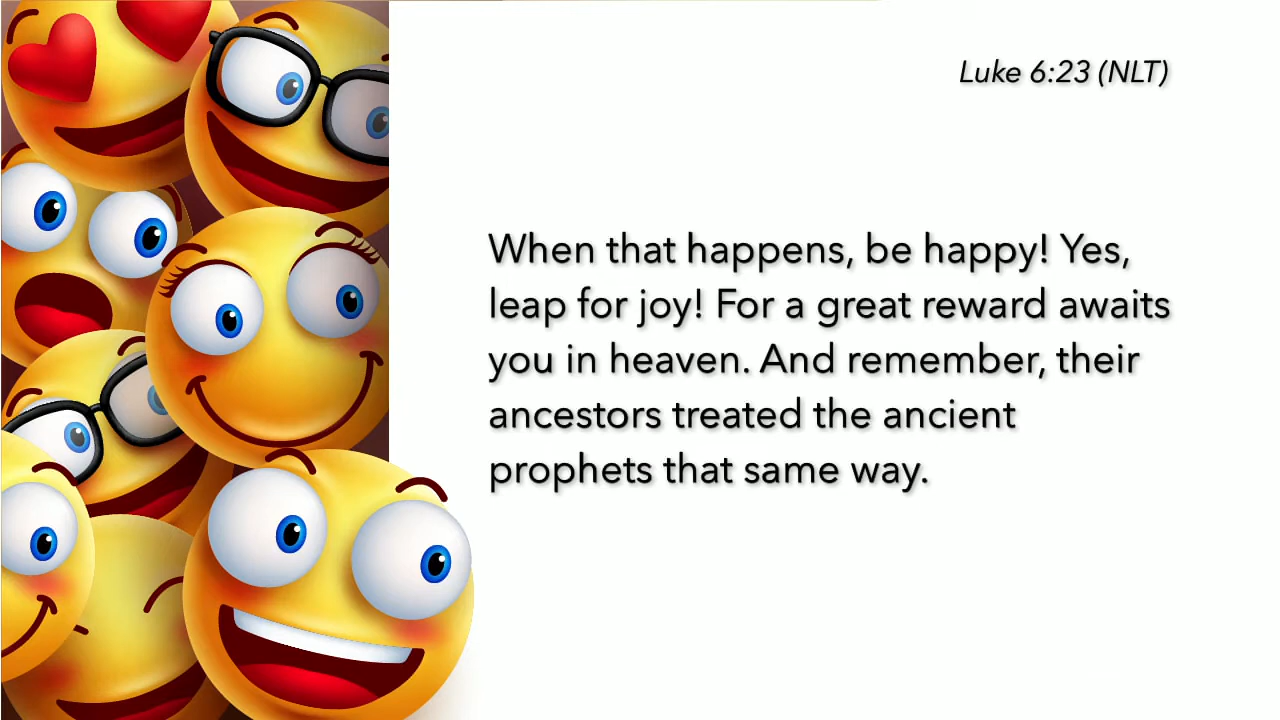 Luke 6:23 (NLT)
When that happens, be happy! Yes,
leap for joy! For a great reward awaits
you in heaven. And remember, their
ancestors treated the ancient
prophets that same way.